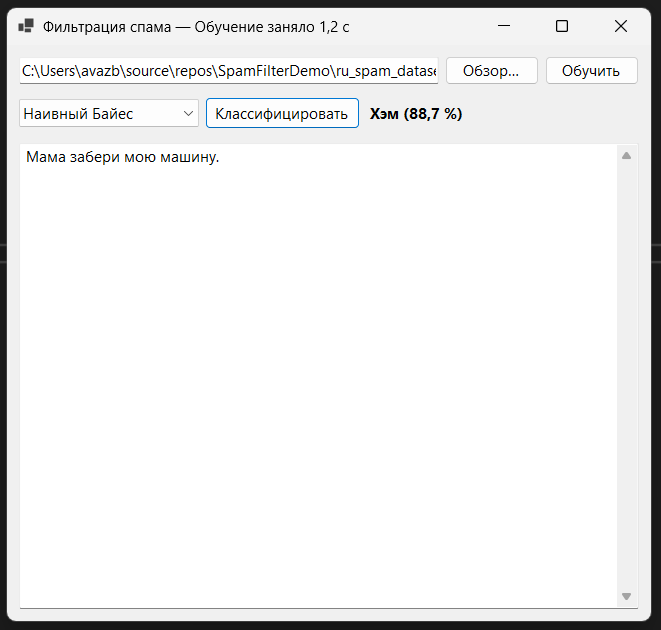 Фильтрация спама — Обучение заняло 1,2 с
C:\Users\avazb\source\repos\SpamFilterDemo\ru_spam_datase
Обзор...
Обучить
Наивный Байес
Классифицировать
Хэм (88,7 %)
Мама забери мою машину.